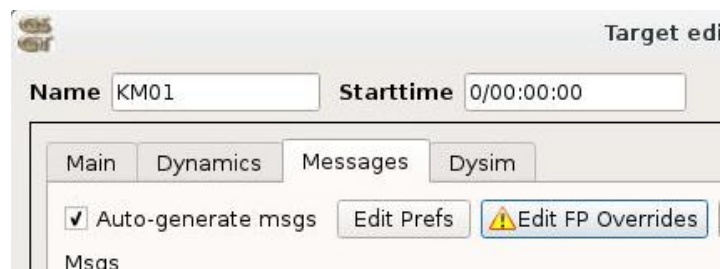 Target edi
Name KM01 Starttime 0/00:00:00
Main Dynamics Messages Dysim
Auto-generate msgs Edit Prefs Edit FP Overrides
Msgs